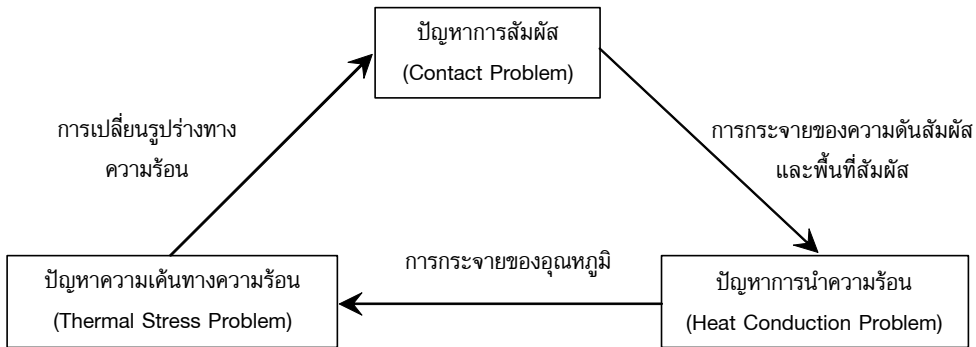 ปัญหาการสัมผัส
(Contact Problem)
การเปลี่ยนรูปร่างทาง
ความร้อน
การกระจายของความดันสัมผัส
และพื้นที่สัมผัส
การกระจายของอุณหภูมิ
ปัญหาความเค้นทางความร้อน
(Thermal Stress Problem)
ปัญหาการนำความร้อน
(Heat Conduction Problem)